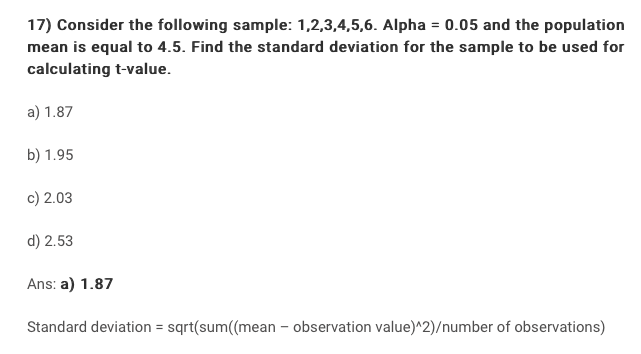 17) Consider the following sample: 1,2,3,4,5,6. Alpha = 0.05 and the population
mean is equal to 4.5. Find the standard deviation for the sample to be used for
calculating t-value.
a) 1.87
b) 1.95
c) 2.03
d) 2.53
Ans: a) 1.87
Standard deviation = sqrt(sum((mean – observation value)^2)/number of observations)